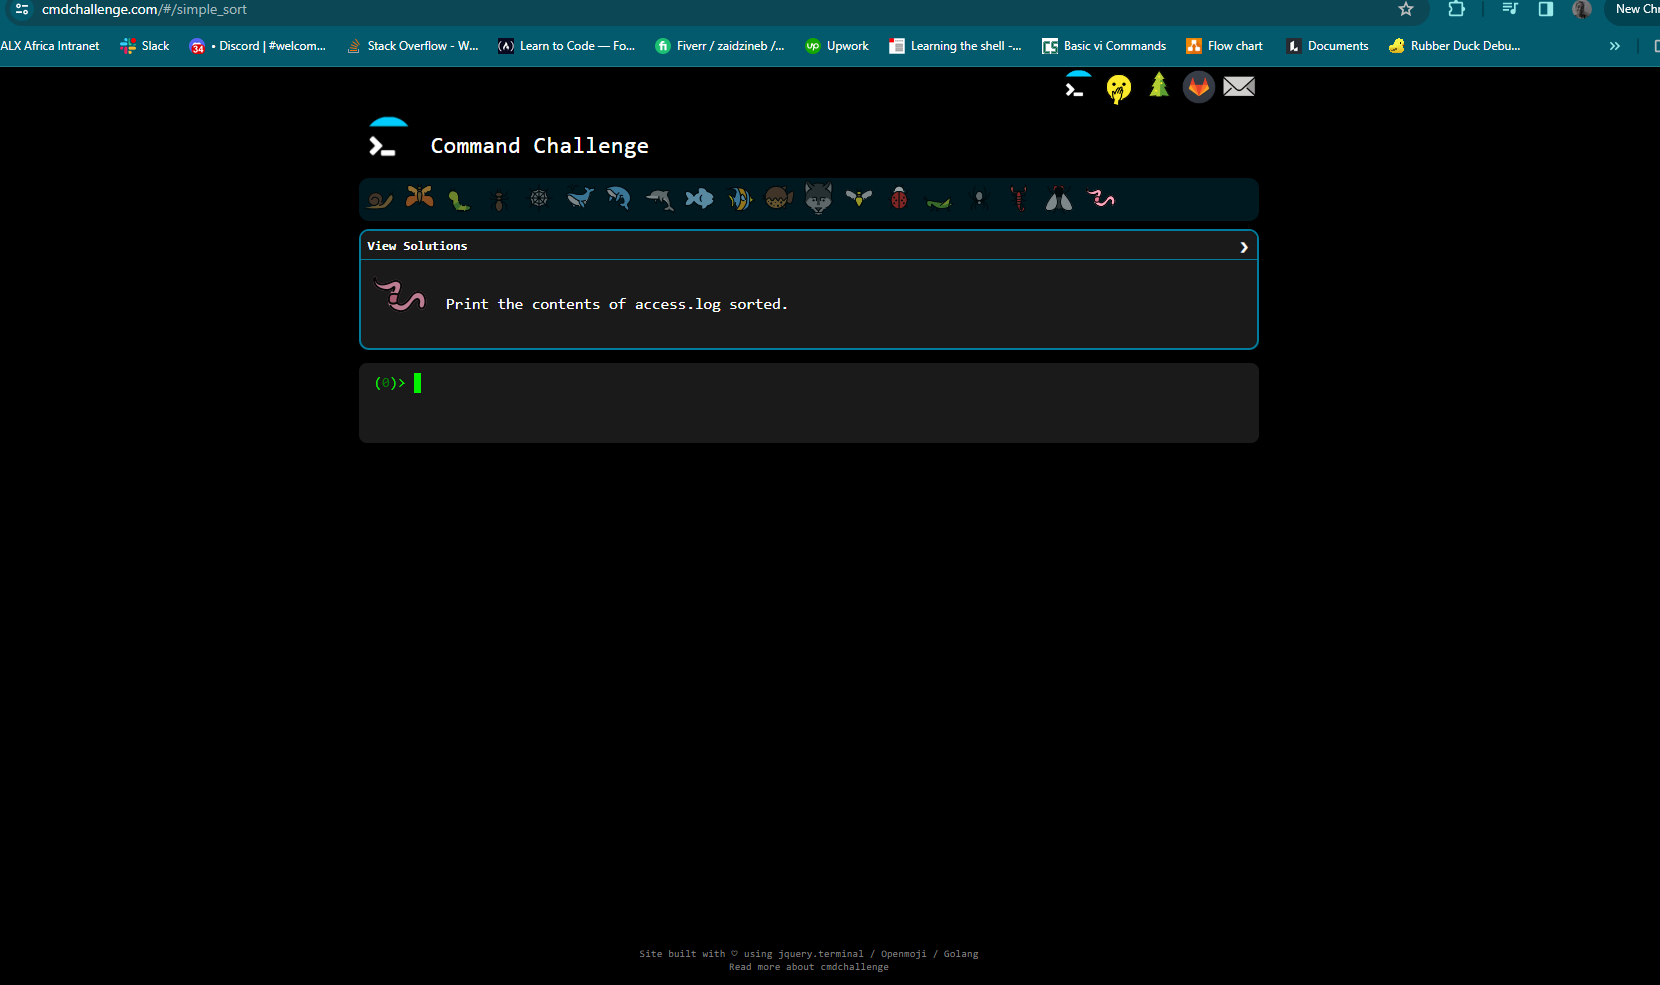 cmdchallenge.com/#/simple_sort
New Chr
ALX Africa Intranet
Slack
34
• Discord | #welcom...
Stack Overflow - W...
Learn to Code — Fo...
Fiverr / zaidzineb /...
up
Upwork
Learning the shell -...
Basic vi Commands
Flow chart
Documents
Rubber Duck Debu...
»
Command Challenge
View Solutions
Print the contents of access.log sorted.
(0)>
Site built with ♡ using jquery.terminal / Openmoji / Golang
Read more about cmdchallenge